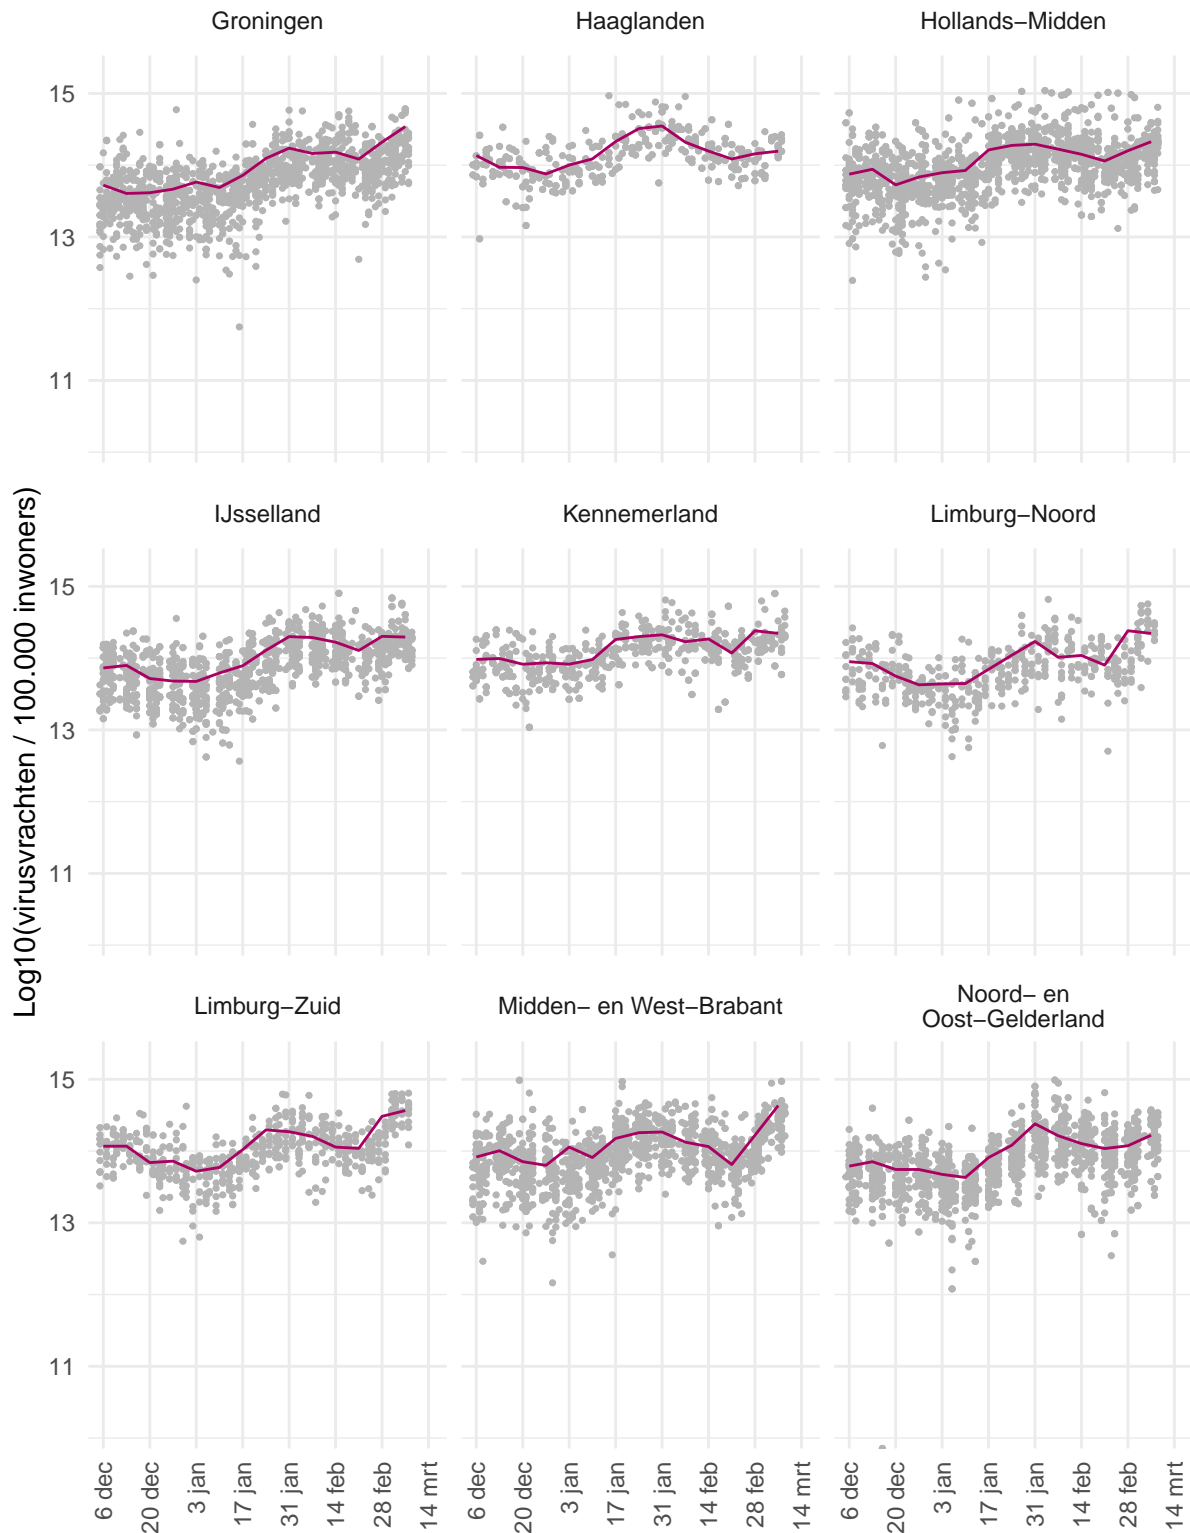 Groningen
Haaglanden
Hollands−Midden
15
13
11
IJsselland
Kennemerland
Limburg−Noord
15
13
11
Log10(virusvrachten / 100.000 inwoners)
Limburg−Zuid
Midden− en West−Brabant
Noord− en
Oost−Gelderland
15
13
11
6 dec
20 dec
3 jan
17 jan
31 jan
14 feb
28 feb
14 mrt
6 dec
20 dec
3 jan
17 jan
31 jan
14 feb
28 feb
14 mrt
6 dec
20 dec
3 jan
17 jan
31 jan
14 feb
28 feb
14 mrt